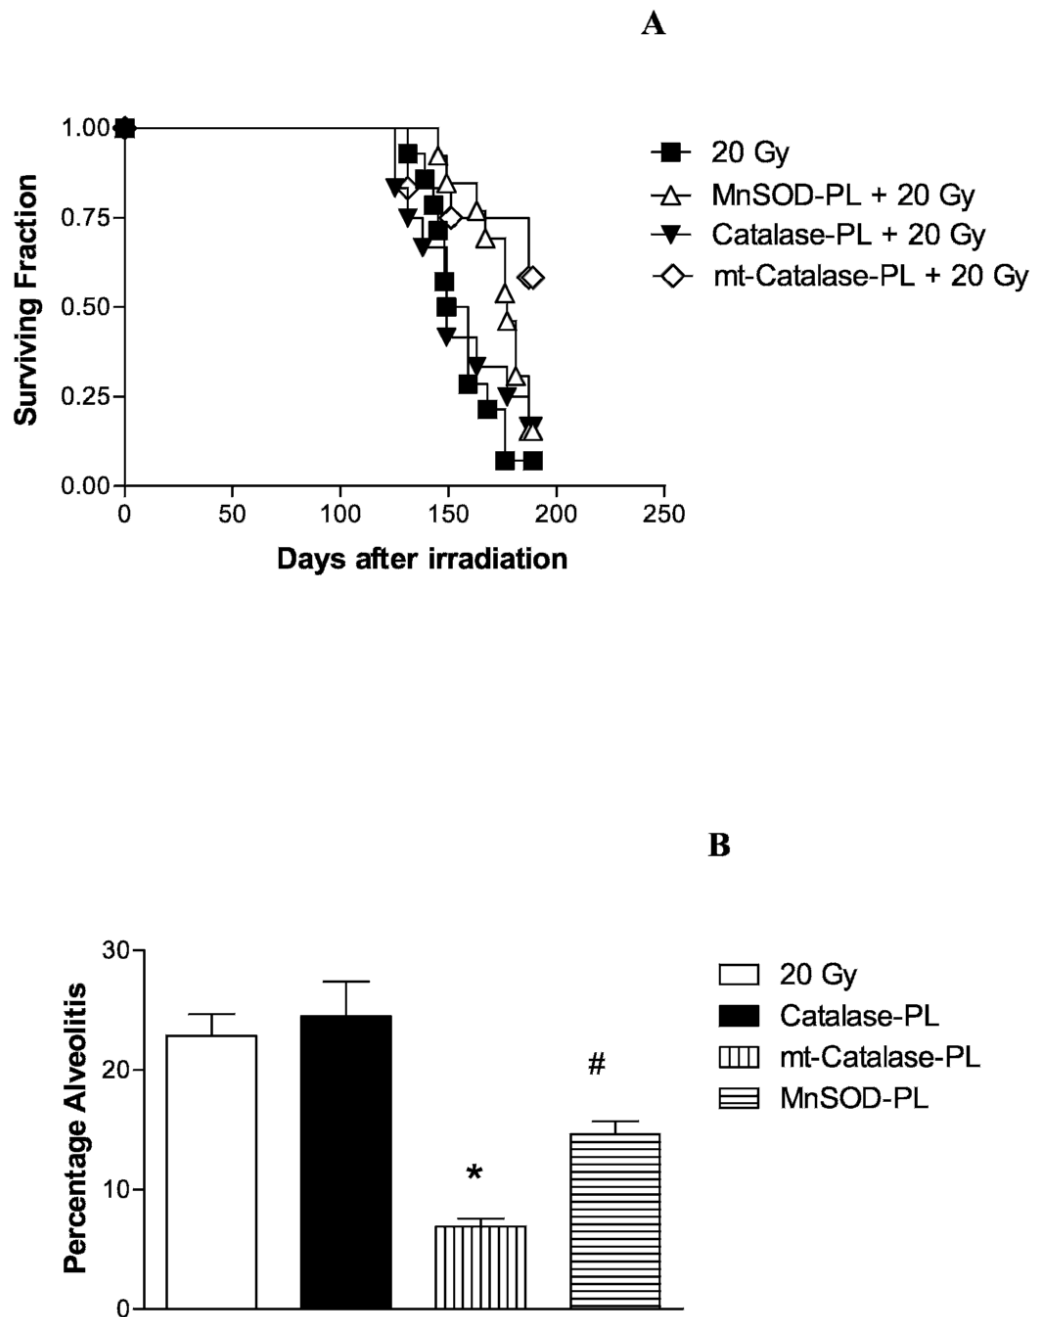 A
1.00
0.75
0.50
0.25
0.00
Surviving Fraction
0 50 100 150 200 250
Days after irradiation
20 Gy
MnSOD-PL + 20 Gy
Catalase-PL + 20 Gy
mt-Catalase-PL + 20 Gy
B
30
20
10
0
Percentage Alveolitis
*
#
20 Gy
Catalase-PL
mt-Catalase-PL
MnSOD-PL